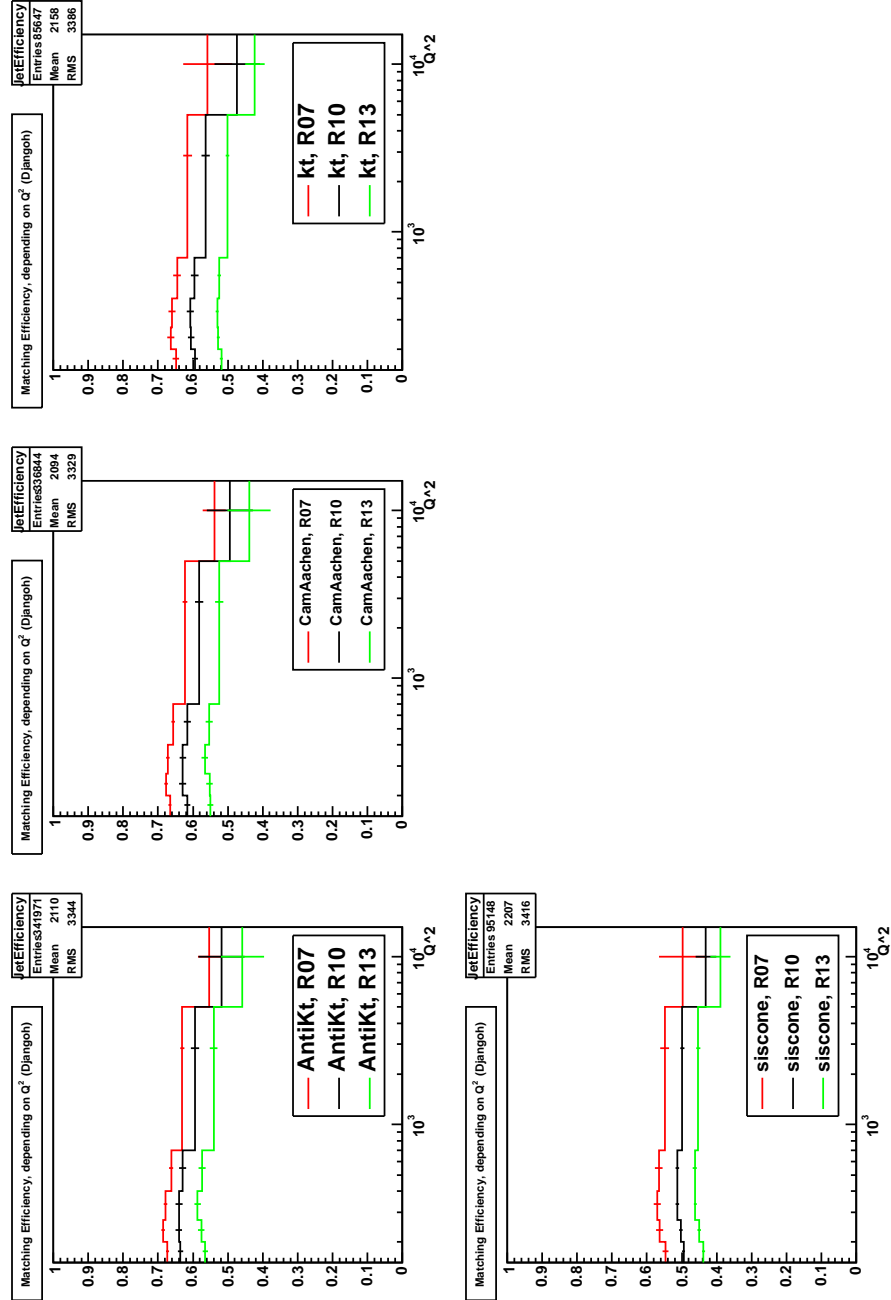 Matching Efficiency, depending on Q² (Djangoh)
JetEfficiency
Entries341971
Mean 2110
RMS 3344
1
0.9
0.8
0.7
0.6
0.5
0.4
0.3
0.2
0.1
0
AntiKt, R07
AntiKt, R10
AntiKt, R13
10³
10⁴
Q^2
Matching Efficiency, depending on Q² (Djangoh)
JetEfficiency
Entries336844
Mean 2094
RMS 3329
1
0.9
0.8
0.7
0.6
0.5
0.4
0.3
0.2
0.1
0
CamAachen, R07
CamAachen, R10
CamAachen, R13
10³
10⁴
Q^2
Matching Efficiency, depending on Q² (Djangoh)
JetEfficiency
Entries85647
Mean 2158
RMS 3386
1
0.9
0.8
0.7
0.6
0.5
0.4
0.3
0.2
0.1
0
kt, R07
kt, R10
kt, R13
10³
10⁴
Q^2
Matching Efficiency, depending on Q² (Djangoh)
JetEfficiency
Entries 95148
Mean 2207
RMS 3416
1
0.9
0.8
0.7
0.6
0.5
0.4
0.3
0.2
0.1
0
siscone, R07
siscone, R10
siscone, R13
10³
10⁴
Q^2